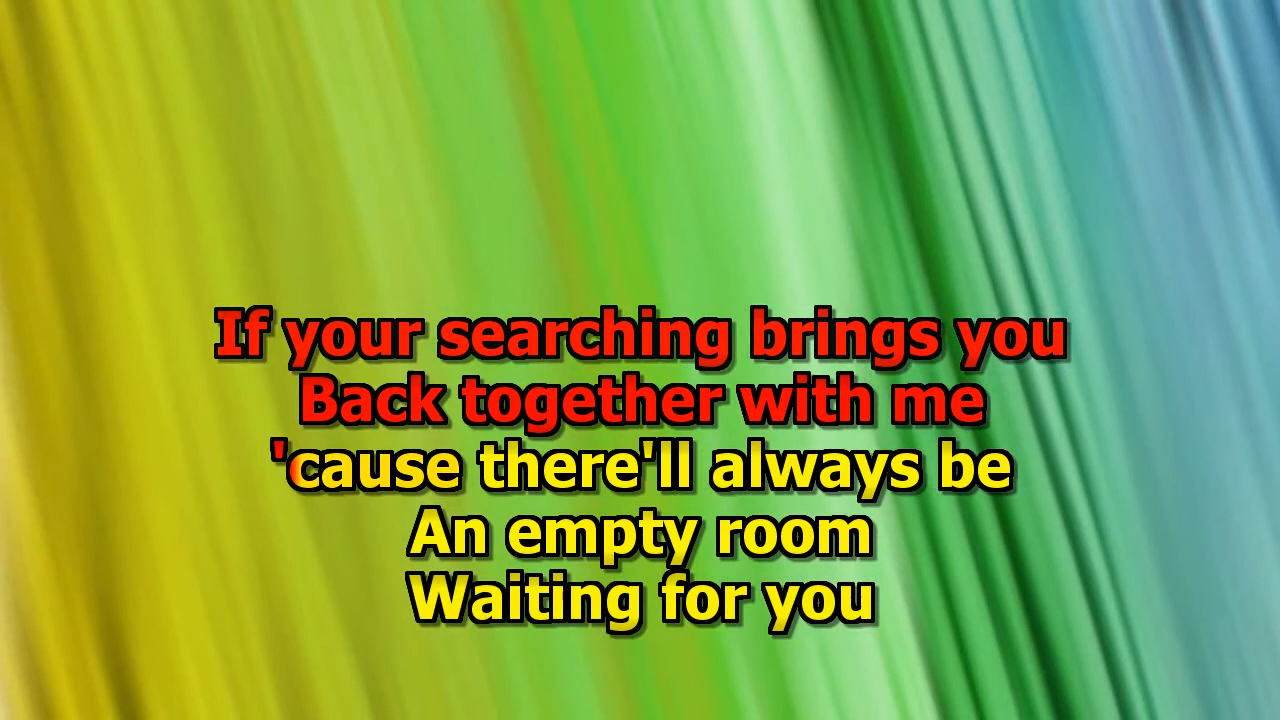 If your searching brings you
Back together with me
'cause there'll always be
An empty room
Waiting for you